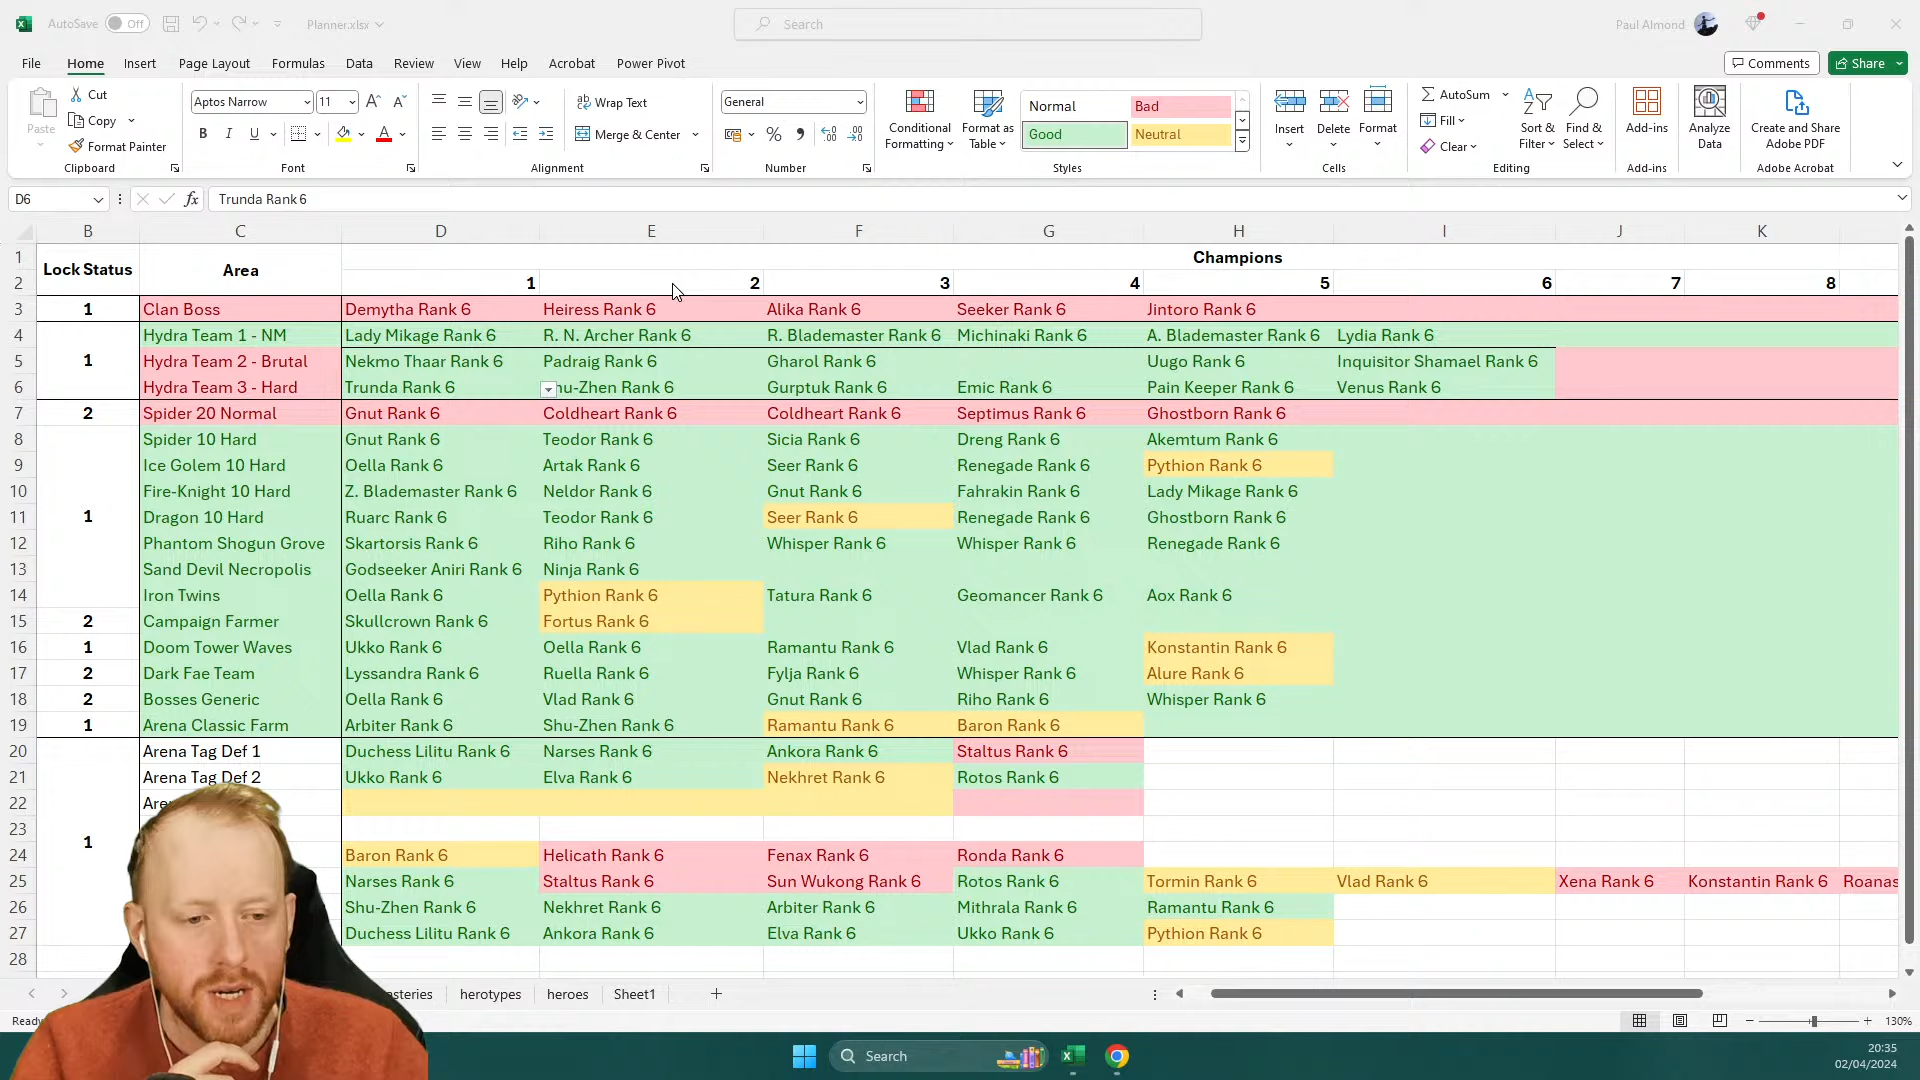 AutoSave Off Planner.xlsx Search Paul Almond
File Home Insert Page Layout Formulas Data Review View Help Acrobat Power Pivot Comments Share
Paste Cut Copy Format Painter Clipboard
Aptos Narrow 11 B I U A Font
Wrap Text Merge & Center Alignment
General % Number
Conditional Formatting Format as Table Normal Bad Good Neutral Styles
Insert Delete Format Cells
AutoSum Fill Clear Sort & Filter Find & Select Editing
Add-ins Add-ins
Analyze Data
Create and Share Adobe PDF Adobe Acrobat
D6 fx Trunda Rank 6
B C D E F G H I J K
1 Lock Status Area Champions
2 1 2 3 4 5 6 7 8
3 1 Clan Boss Demytha Rank 6 Heiress Rank 6 Alika Rank 6 Seeker Rank 6 Jintoro Rank 6
4 Hydra Team 1 - NM Lady Mikage Rank 6 R. N. Archer Rank 6 R. Blademaster Rank 6 Michinaki Rank 6 A. Blademaster Rank 6 Lydia Rank 6
5 1 Hydra Team 2 - Brutal Nekmo Thaar Rank 6 Padraig Rank 6 Gharol Rank 6 Uugo Rank 6 Inquisitor Shamael Rank 6
6 Hydra Team 3 - Hard Trunda Rank 6 hu-Zhen Rank 6 Gurptuk Rank 6 Emic Rank 6 Pain Keeper Rank 6 Venus Rank 6
7 2 Spider 20 Normal Gnut Rank 6 Coldheart Rank 6 Coldheart Rank 6 Septimus Rank 6 Ghostborn Rank 6
8 Spider 10 Hard Gnut Rank 6 Teodor Rank 6 Sicia Rank 6 Dreng Rank 6 Akemtum Rank 6
9 Ice Golem 10 Hard Oella Rank 6 Artak Rank 6 Seer Rank 6 Renegade Rank 6 Pythion Rank 6
10 Fire-Knight 10 Hard Z. Blademaster Rank 6 Neldor Rank 6 Gnut Rank 6 Fahrakin Rank 6 Lady Mikage Rank 6
11 1 Dragon 10 Hard Ruarc Rank 6 Teodor Rank 6 Seer Rank 6 Renegade Rank 6 Ghostborn Rank 6
12 Phantom Shogun Grove Skartorsis Rank 6 Riho Rank 6 Whisper Rank 6 Whisper Rank 6 Renegade Rank 6
13 Sand Devil Necropolis Godseeker Aniri Rank 6 Ninja Rank 6
14 Iron Twins Oella Rank 6 Pythion Rank 6 Tatura Rank 6 Geomancer Rank 6 Aox Rank 6
15 2 Campaign Farmer Skullcrown Rank 6 Fortus Rank 6
16 1 Doom Tower Waves Ukko Rank 6 Oella Rank 6 Ramantu Rank 6 Vlad Rank 6 Konstantin Rank 6
17 2 Dark Fae Team Lyssandra Rank 6 Ruella Rank 6 Fylja Rank 6 Whisper Rank 6 Alure Rank 6
18 2 Bosses Generic Oella Rank 6 Vlad Rank 6 Gnut Rank 6 Riho Rank 6 Whisper Rank 6
19 1 Arena Classic Farm Arbiter Rank 6 Shu-Zhen Rank 6 Ramantu Rank 6 Baron Rank 6
20 Arena Tag Def 1 Duchess Lilitu Rank 6 Narses Rank 6 Ankora Rank 6 Staltus Rank 6
21 Arena Tag Def 2 Ukko Rank 6 Elva Rank 6 Nekhret Rank 6 Rotos Rank 6
22 Are
23 1
24 Baron Rank 6 Helicath Rank 6 Fenax Rank 6 Ronda Rank 6
25 Narses Rank 6 Staltus Rank 6 Sun Wukong Rank 6 Rotos Rank 6 Tormin Rank 6 Vlad Rank 6 Xena Rank 6 Konstantin Rank 6 Roanas
26 Shu-Zhen Rank 6 Nekhret Rank 6 Arbiter Rank 6 Mithrala Rank 6 Ramantu Rank 6
27 Duchess Lilitu Rank 6 Ankora Rank 6 Elva Rank 6 Ukko Rank 6 Pythion Rank 6
28
steries herotypes heroes Sheet1
Ready 130%
Search 20:35
02/04/2024